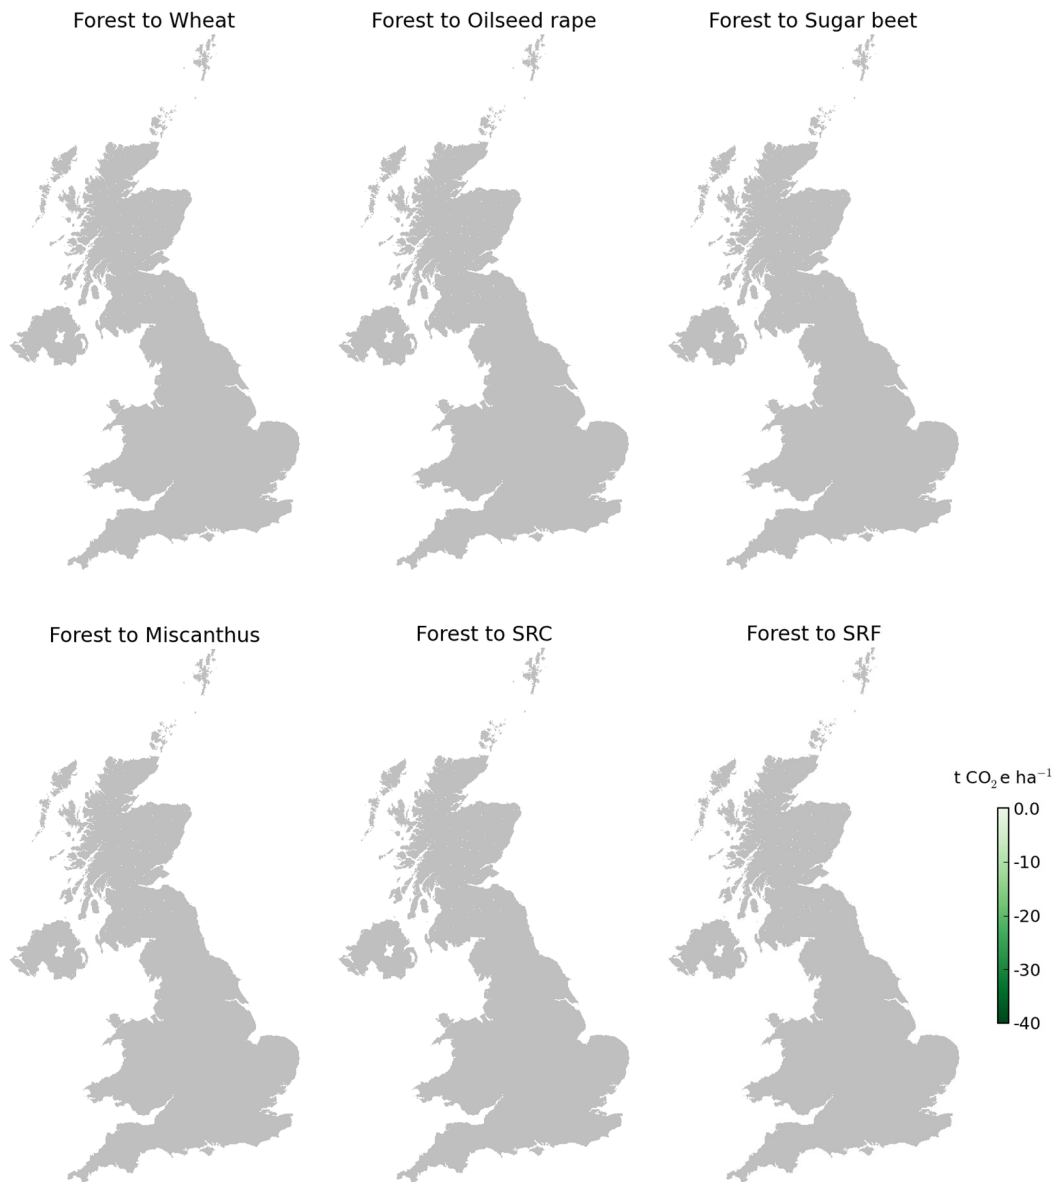 Forest to Wheat
Forest to Oilseed rape
Forest to Sugar beet
Forest to Miscanthus
Forest to SRC
Forest to SRF
t CO₂e ha⁻¹
0.0
-10
-20
-30
-40